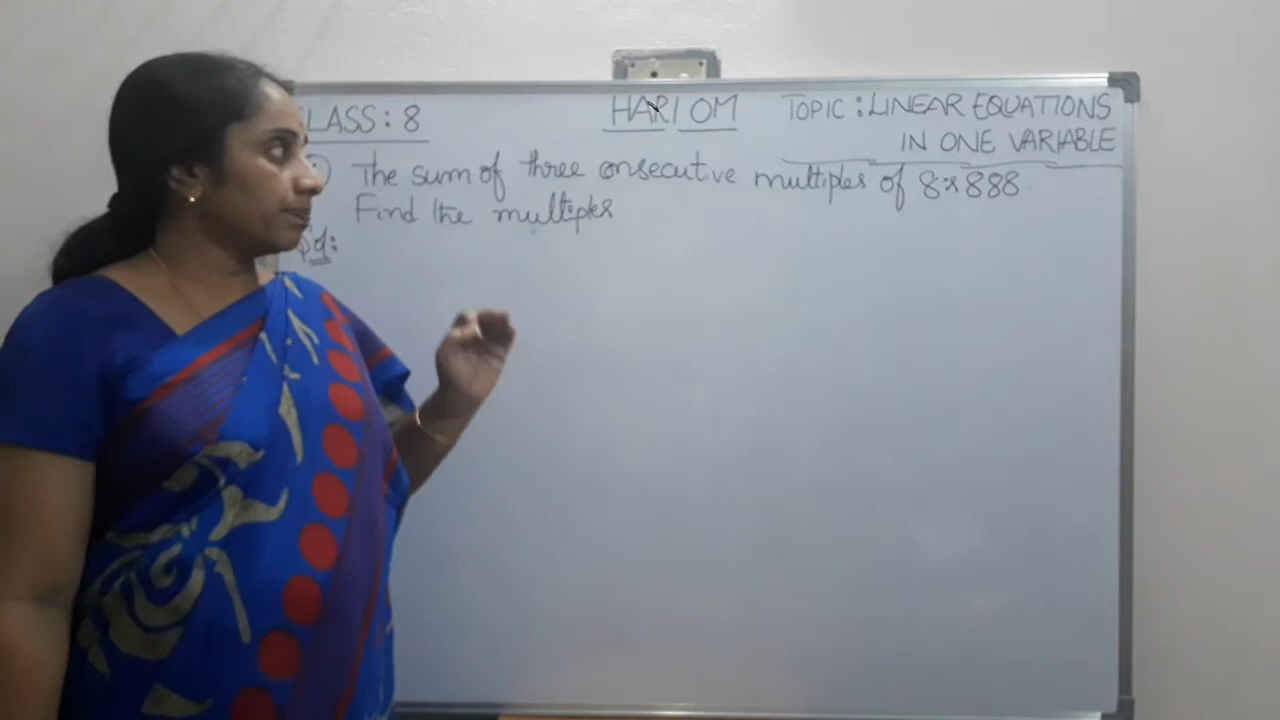 LASS : 8
HARI OM
TOPIC : LINEAR EQUATIONS
IN ONE VARIABLE
The sum of three consecutive multiples of 8 is 888
Find the multiples